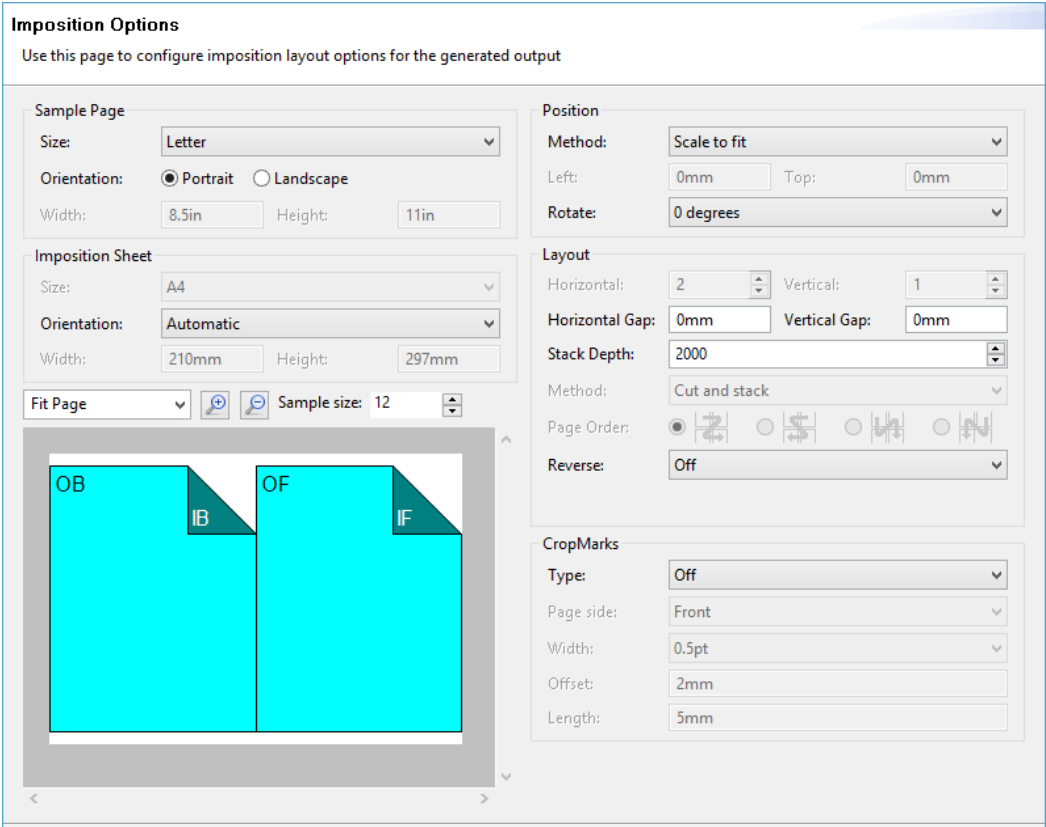 Imposition Options
Use this page to configure imposition layout options for the generated output
Sample Page
Size: Letter
Orientation: Portrait Landscape
Width: 8.5in Height: 11in
Imposition Sheet
Size: A4
Orientation: Automatic
Width: 210mm Height: 297mm
Fit Page Sample size: 12
OB IB OF IF
Position
Method: Scale to fit
Left: 0mm Top: 0mm
Rotate: 0 degrees
Layout
Horizontal: 2 Vertical: 1
Horizontal Gap: 0mm Vertical Gap: 0mm
Stack Depth: 2000
Method: Cut and stack
Page Order:
Reverse: Off
CropMarks
Type: Off
Page side: Front
Width: 0.5pt
Offset: 2mm
Length: 5mm